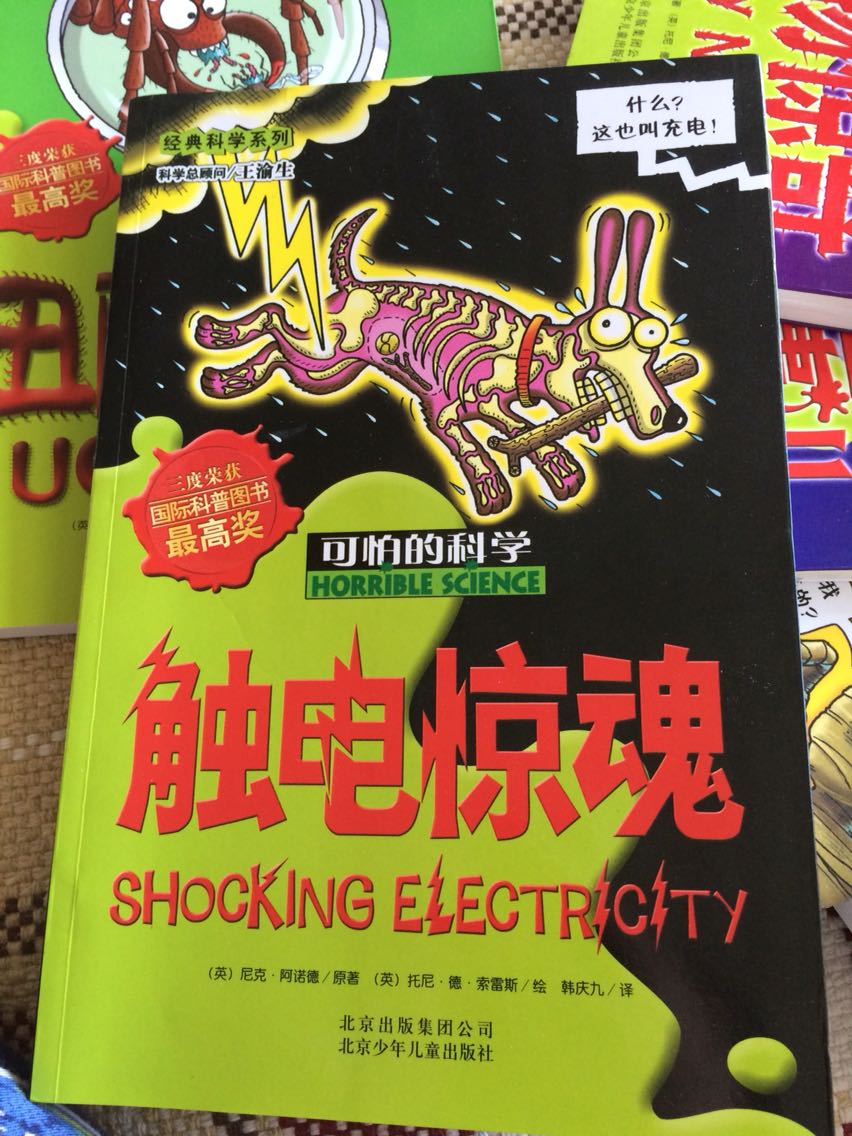 经典科学系列
科学总顾问/王渝生
什么?
这也叫充电!
三度荣获
国际科普图书
最高奖
可怕的科学
HORRIBLE SCIENCE
触电惊魂
SHOCKING ELECTRICITY
(英)尼克·阿诺德/原著 (英)托尼·德·索雷斯/绘 韩庆九/译
北京出版集团公司
北京少年儿童出版社
三度荣获
国际科普图书
最高奖
丑
(英
我